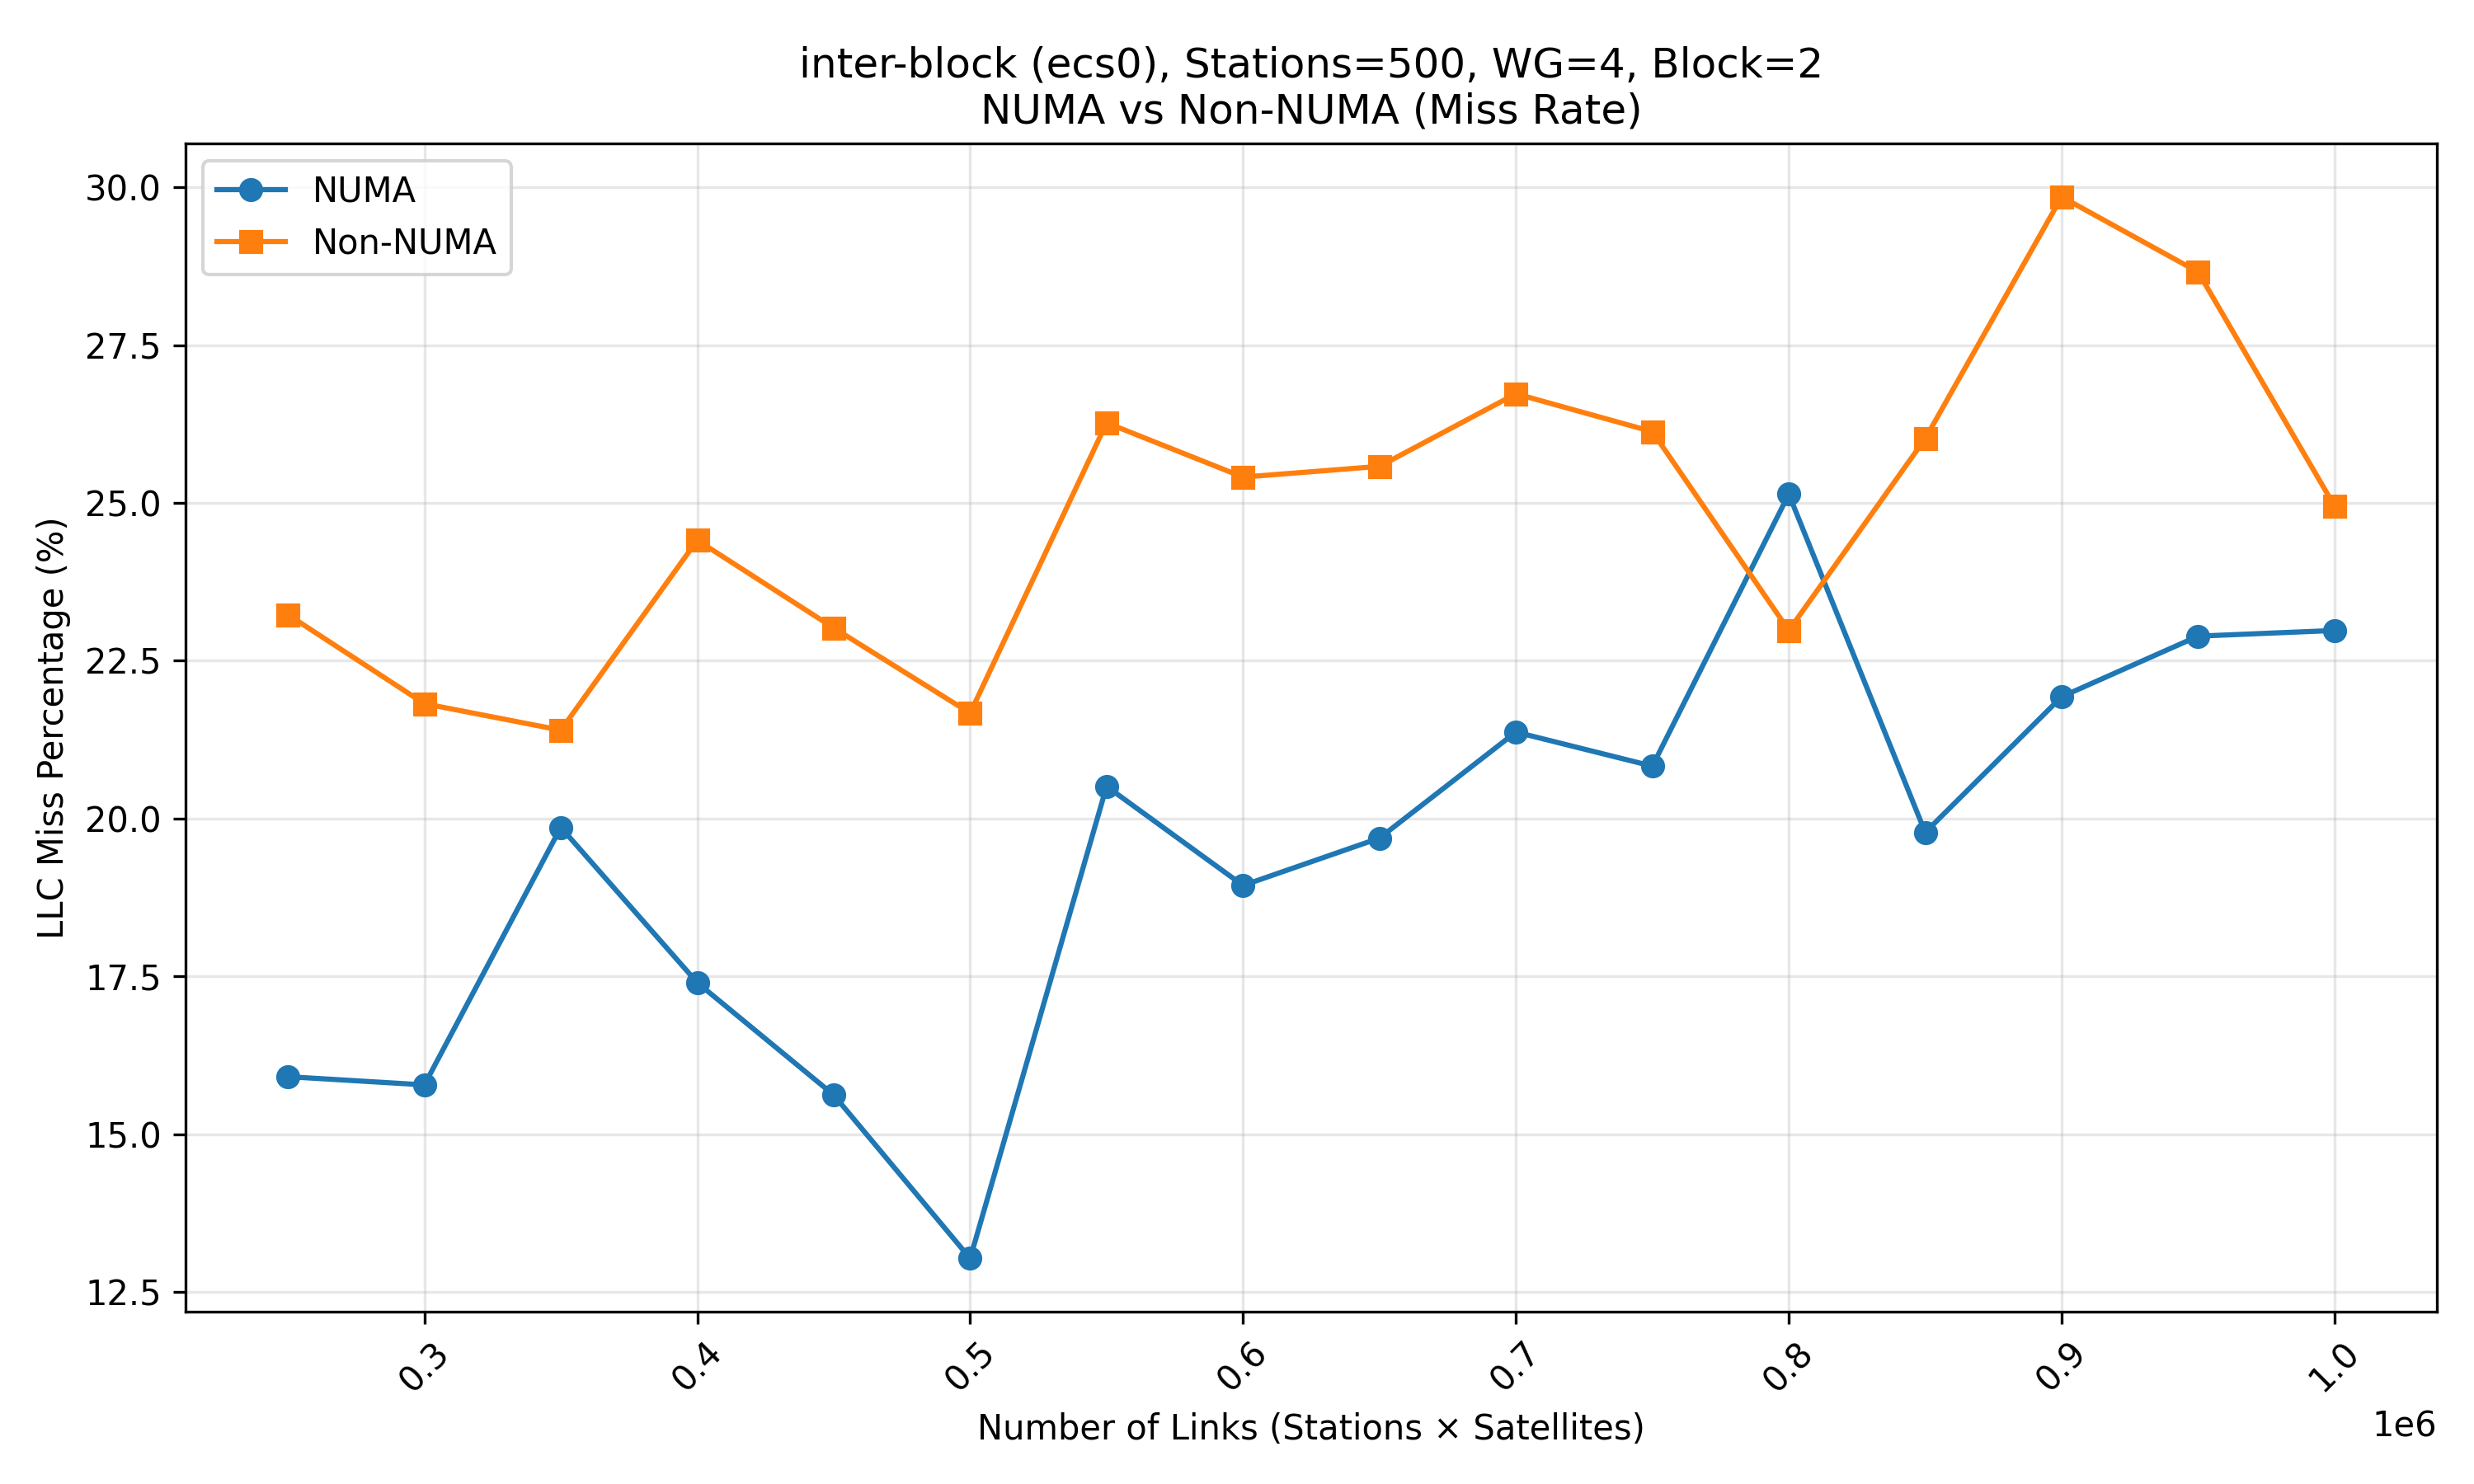 inter-block (ecs0), Stations=500, WG=4, Block=2
NUMA vs Non-NUMA (Miss Rate)
NUMA
Non-NUMA
LLC Miss Percentage (%)
30.0
27.5
25.0
22.5
20.0
17.5
15.0
12.5
0.3
0.4
0.5
0.6
0.7
0.8
0.9
1.0
1e6
Number of Links (Stations × Satellites)